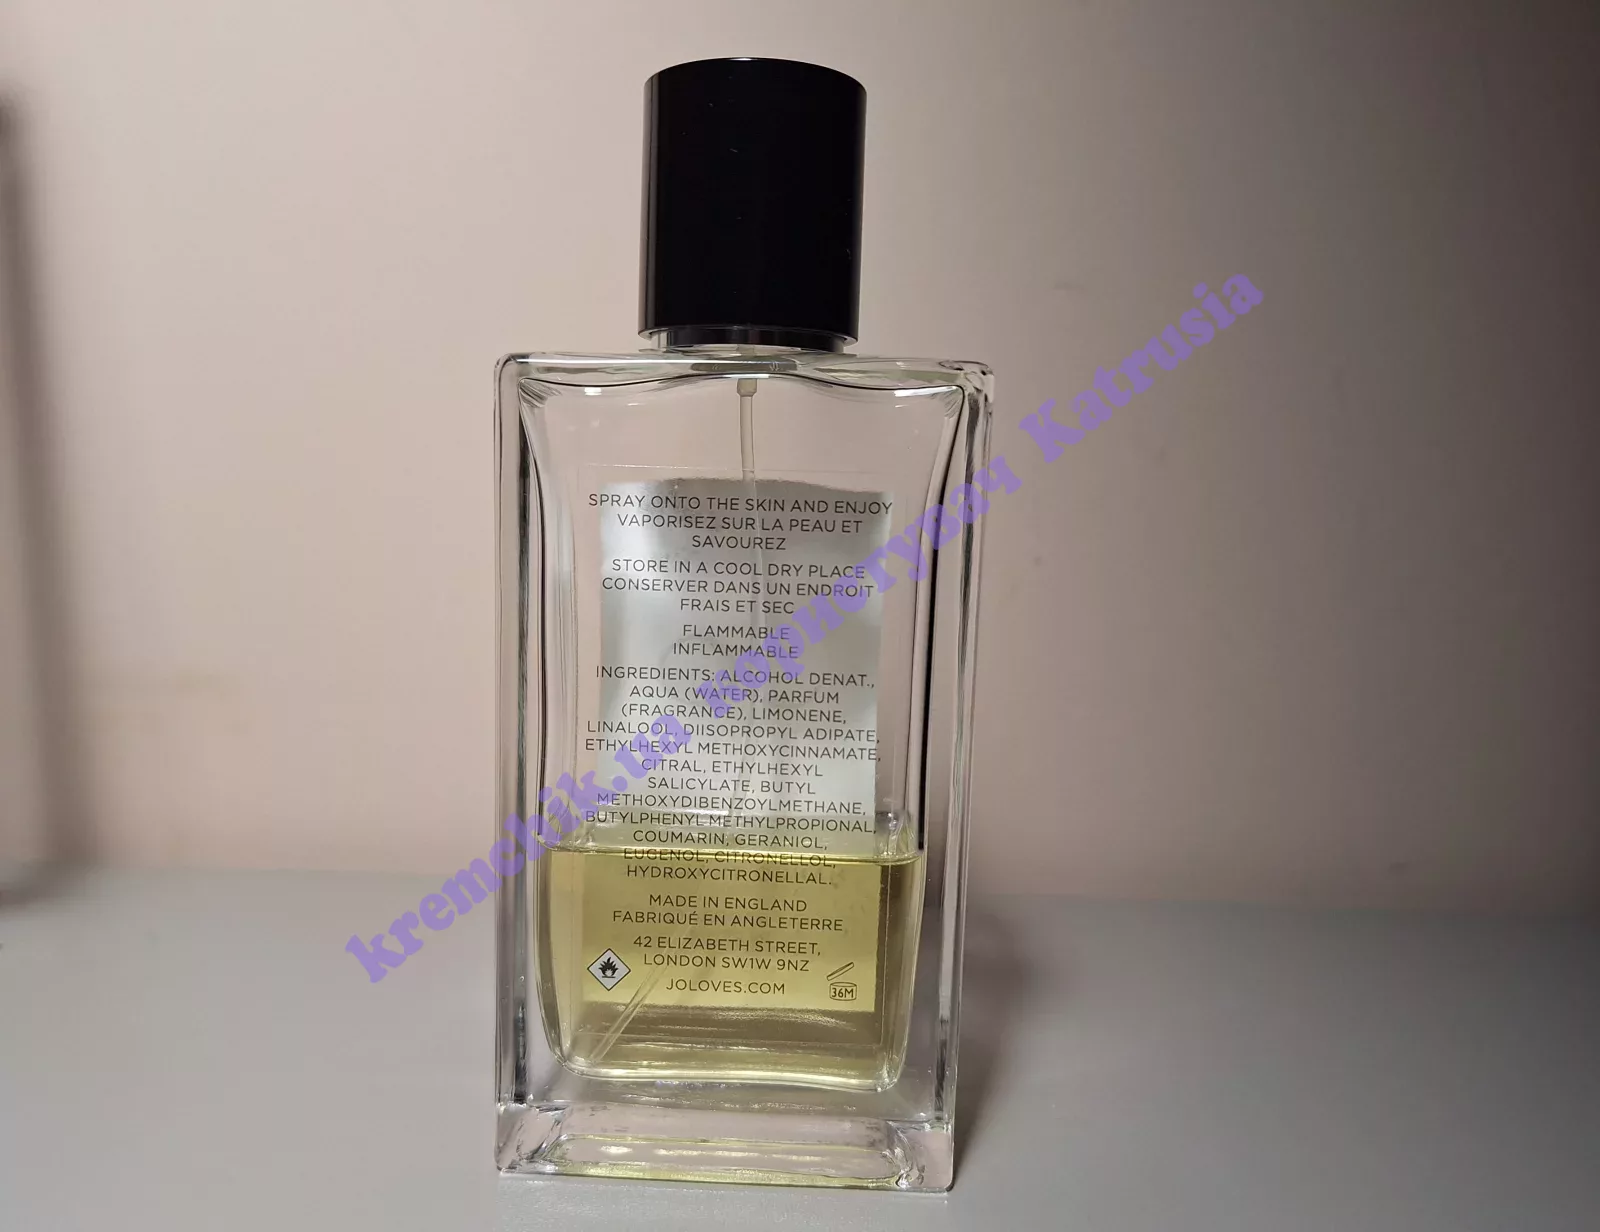 SPRAY ONTO THE SKIN AND ENJOY
VAPORISEZ SUR LA PEAU ET
SAVOUREZ
STORE IN A COOL DRY PLACE
CONSERVER DANS UN ENDROIT
FRAIS ET SEC
FLAMMABLE
INFLAMMABLE
INGREDIENTS: ALCOHOL DENAT.,
AQUA (WATER), PARFUM
(FRAGRANCE), LIMONENE,
LINALOOL, DIISOPROPYL ADIPATE,
ETHYLHEXYL METHOXYCINNAMATE,
CITRAL, ETHYLHEXYL
SALICYLATE, BUTYL
METHOXYDIBENZOYLMETHANE,
BUTYLPHENYL METHYLPROPIONAL,
COUMARIN, GERANIOL,
EUGENOL, CITRONELLOL,
HYDROXYCITRONELLAL.
MADE IN ENGLAND
FABRIQUÉ EN ANGLETERRE
42 ELIZABETH STREET,
LONDON SW1W 9NZ
JOLOVES.COM
36M
kremchik.ua користувач Katrusia